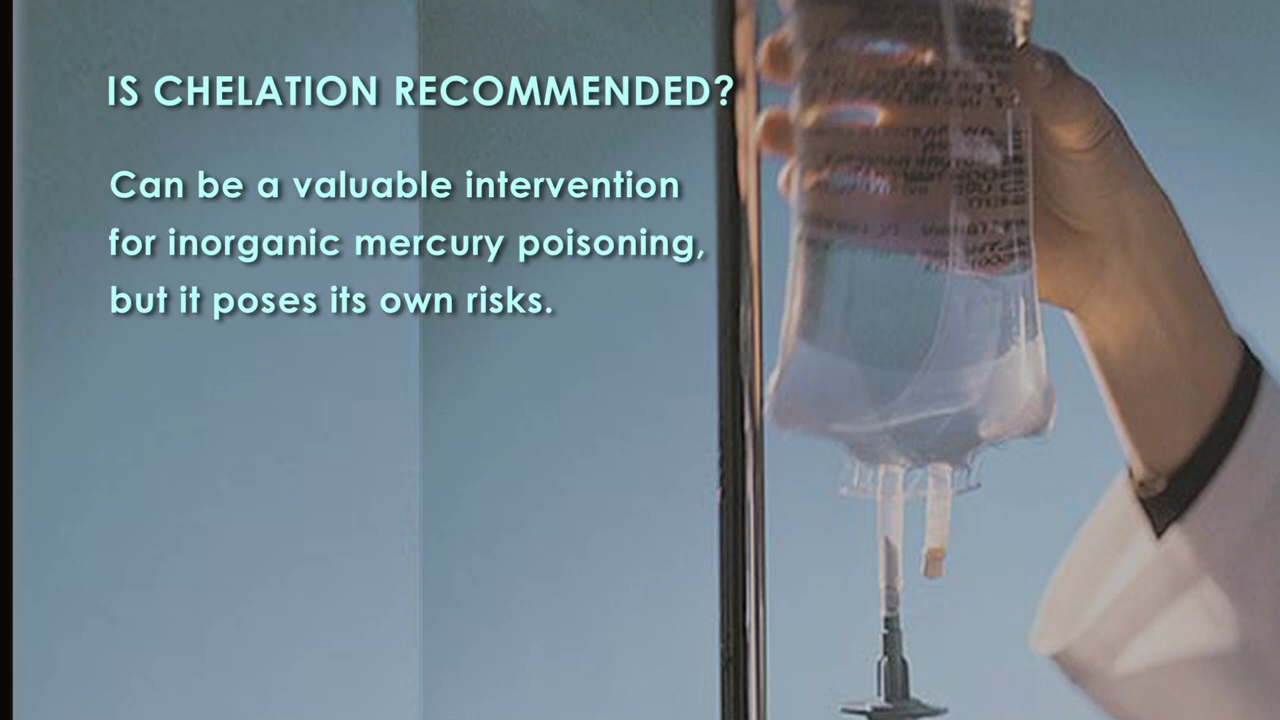 IS CHELATION RECOMMENDED?
Can be a valuable intervention
for inorganic mercury poisoning,
but it poses its own risks.